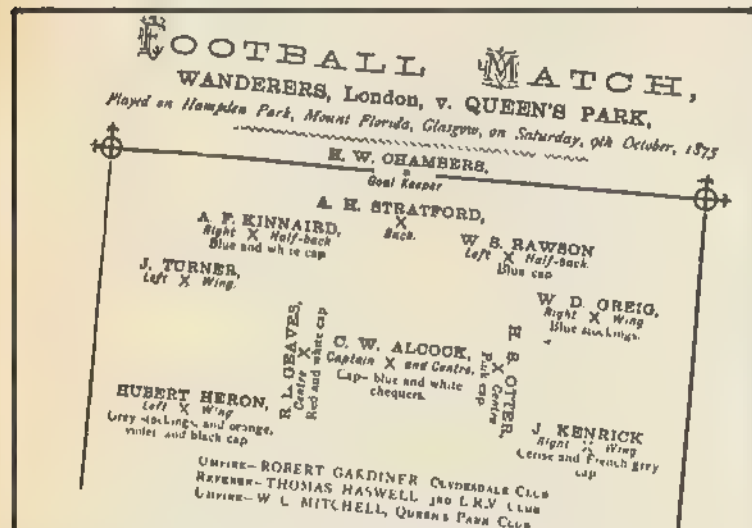 FOOTBALL MATCH,
WANDERERS, London, v. QUEEN'S PARK,
Played on Hampden Park, Mount Florida, Glasgow, on Saturday, 9th October, 1875
H. W. CHAMBERS,
Goal Keeper
A. H. STRATFORD,
X
Back.
A. F. KINNAIRD,
Right X Half-back
Blue and white cap
W. S. RAWSON
Left X Half-back.
Blue cap
J. TURNER,
Left X Wing.
W. D. GREIG,
Right X Wing
Blue stockings.
R. L. GEAVES,
Centre X
Red and white cap
C. W. ALCOCK,
Captain X and Centre,
Cap- blue and white
chequers.
H. S. OTTER,
X Centre
Pink cap
HUBERT HERON,
Left X Wing
Grey stockings, and orange,
violet and black cap
J. KENRICK
Right X Wing
Cerise and French grey
cap
UMPIRE—ROBERT GARDINER CLYDESDALE CLUB
REFEREE—THOMAS HASWELL 3RD L.R.V CLUB
UMPIRE—W C. MITCHELL, QUEEN'S PARK CLUB